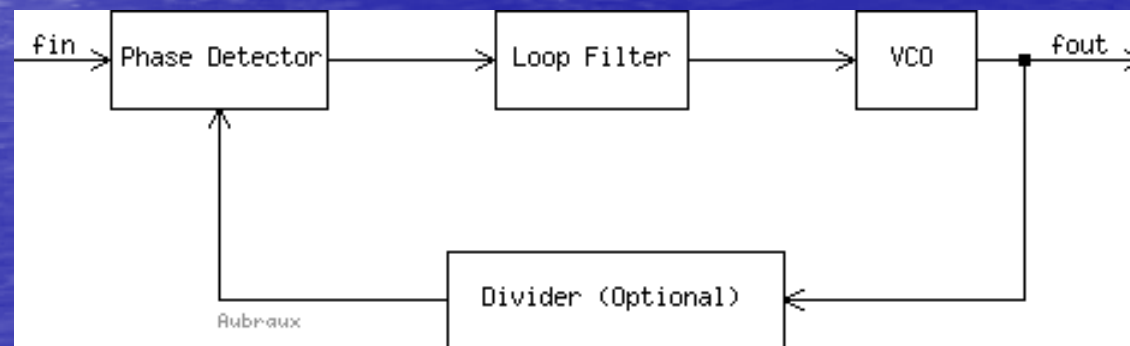 fin
Phase Detector
Loop Filter
VCO
fout
Divider (Optional)
Aubraux